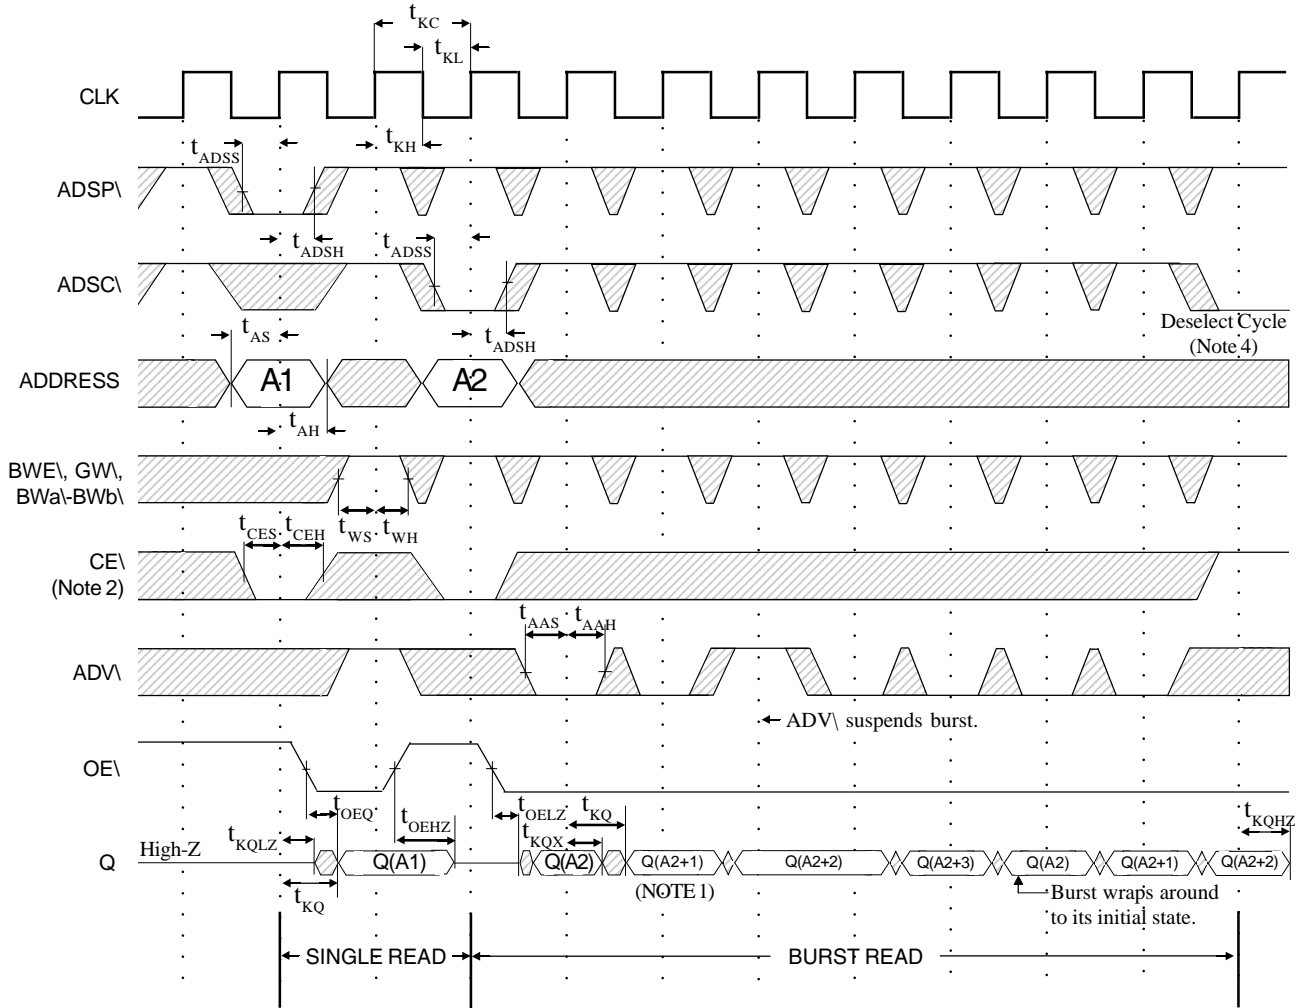 tKC
tKL
CLK
tADSS
tKH
ADSP\
tADSH
tADSS
ADSC\
tAS
tADSH
Deselect Cycle
(Note 4)
ADDRESS
A1
A2
tAH
BWE\, GW\,
BWa\-BWb\
tCES
tCEH
tWS
tWH
CE\
(Note 2)
tAAS
tAAH
ADV\
ADV\ suspends burst.
OE\
tOEQ
tOEHZ
tOELZ
tKQ
tKQHZ
tKQLZ
tKQX
High-Z
Q
Q(A1)
Q(A2)
Q(A2+1)
Q(A2+2)
Q(A2+3)
Q(A2)
Q(A2+1)
Q(A2+2)
tKQ
(NOTE 1)
Burst wraps around
to its initial state.
SINGLE READ
BURST READ